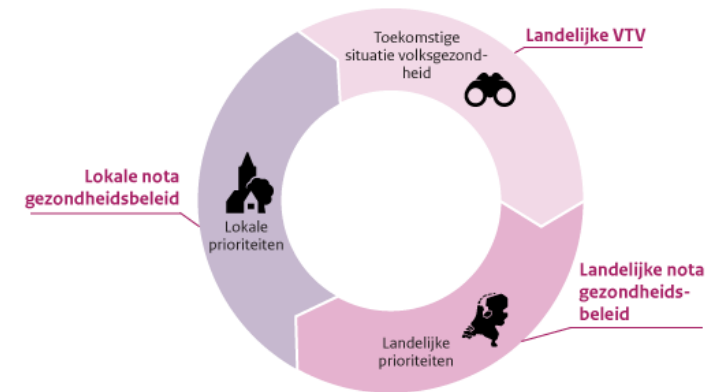 Toekomstige
situatie volksgezond-
heid
Landelijke VTV
Lokale nota
gezondheidsbeleid
Lokale
prioriteiten
Landelijke nota
gezondheids-
beleid
Landelijke
prioriteiten